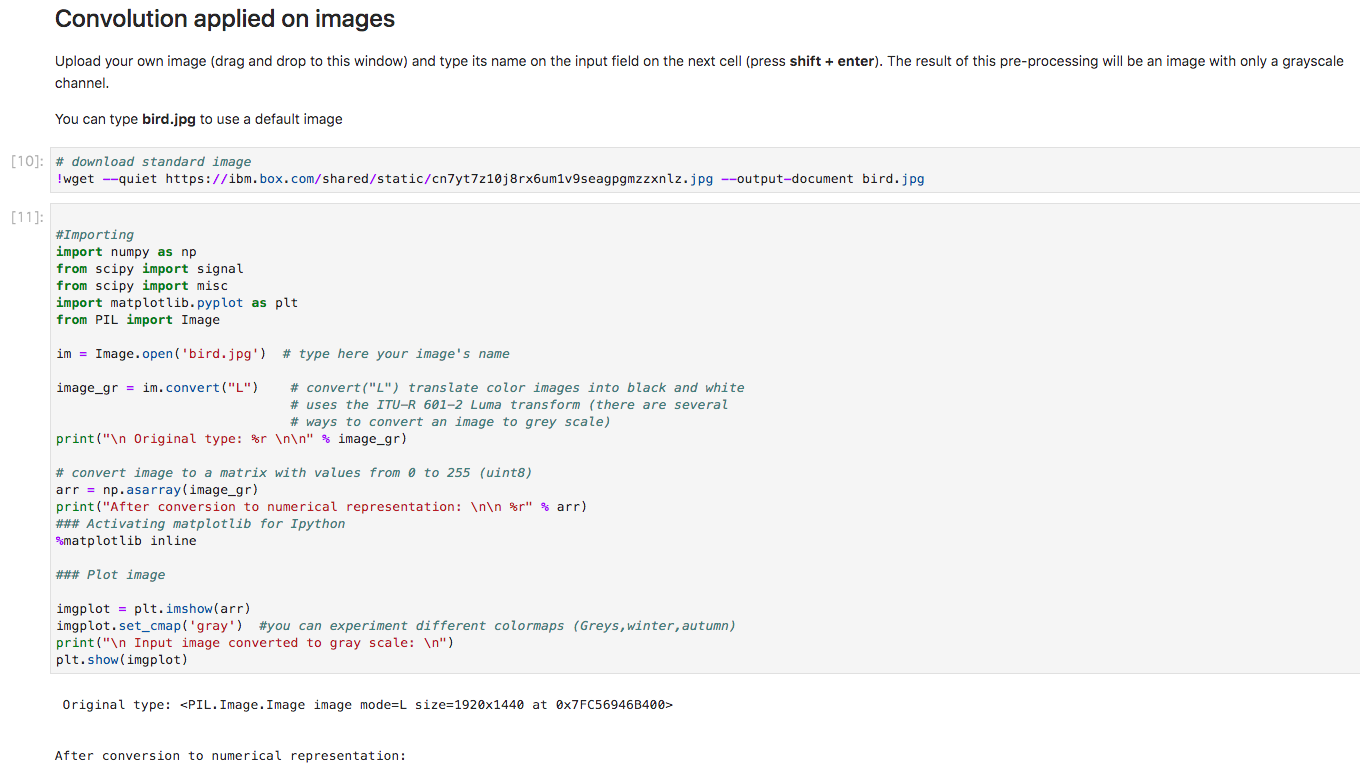 Convolution applied on images
Upload your own image (drag and drop to this window) and type its name on the input field on the next cell (press shift + enter). The result of this pre-processing will be an image with only a grayscale
channel.
You can type bird.jpg to use a default image
[10]:
# download standard image
!wget --quiet https://ibm.box.com/shared/static/cn7yt7z10j8rx6um1v9seagpgmzzxnlz.jpg --output-document bird.jpg
[11]:
#Importing
import numpy as np
from scipy import signal
from scipy import misc
import matplotlib.pyplot as plt
from PIL import Image
im = Image.open('bird.jpg')  # type here your image's name
image_gr = im.convert("L")    # convert("L") translate color images into black and white
# uses the ITU-R 601-2 Luma transform (there are several
# ways to convert an image to grey scale)
print("\n Original type: %r \n\n" % image_gr)
# convert image to a matrix with values from 0 to 255 (uint8)
arr = np.asarray(image_gr)
print("After conversion to numerical representation: \n\n %r" % arr)
### Activating matplotlib for Ipython
%matplotlib inline
### Plot image
imgplot = plt.imshow(arr)
imgplot.set_cmap('gray')  #you can experiment different colormaps (Greys,winter,autumn)
print("\n Input image converted to gray scale: \n")
plt.show(imgplot)
Original type: <PIL.Image.Image image mode=L size=1920x1440 at 0x7FC56946B400>
After conversion to numerical representation: